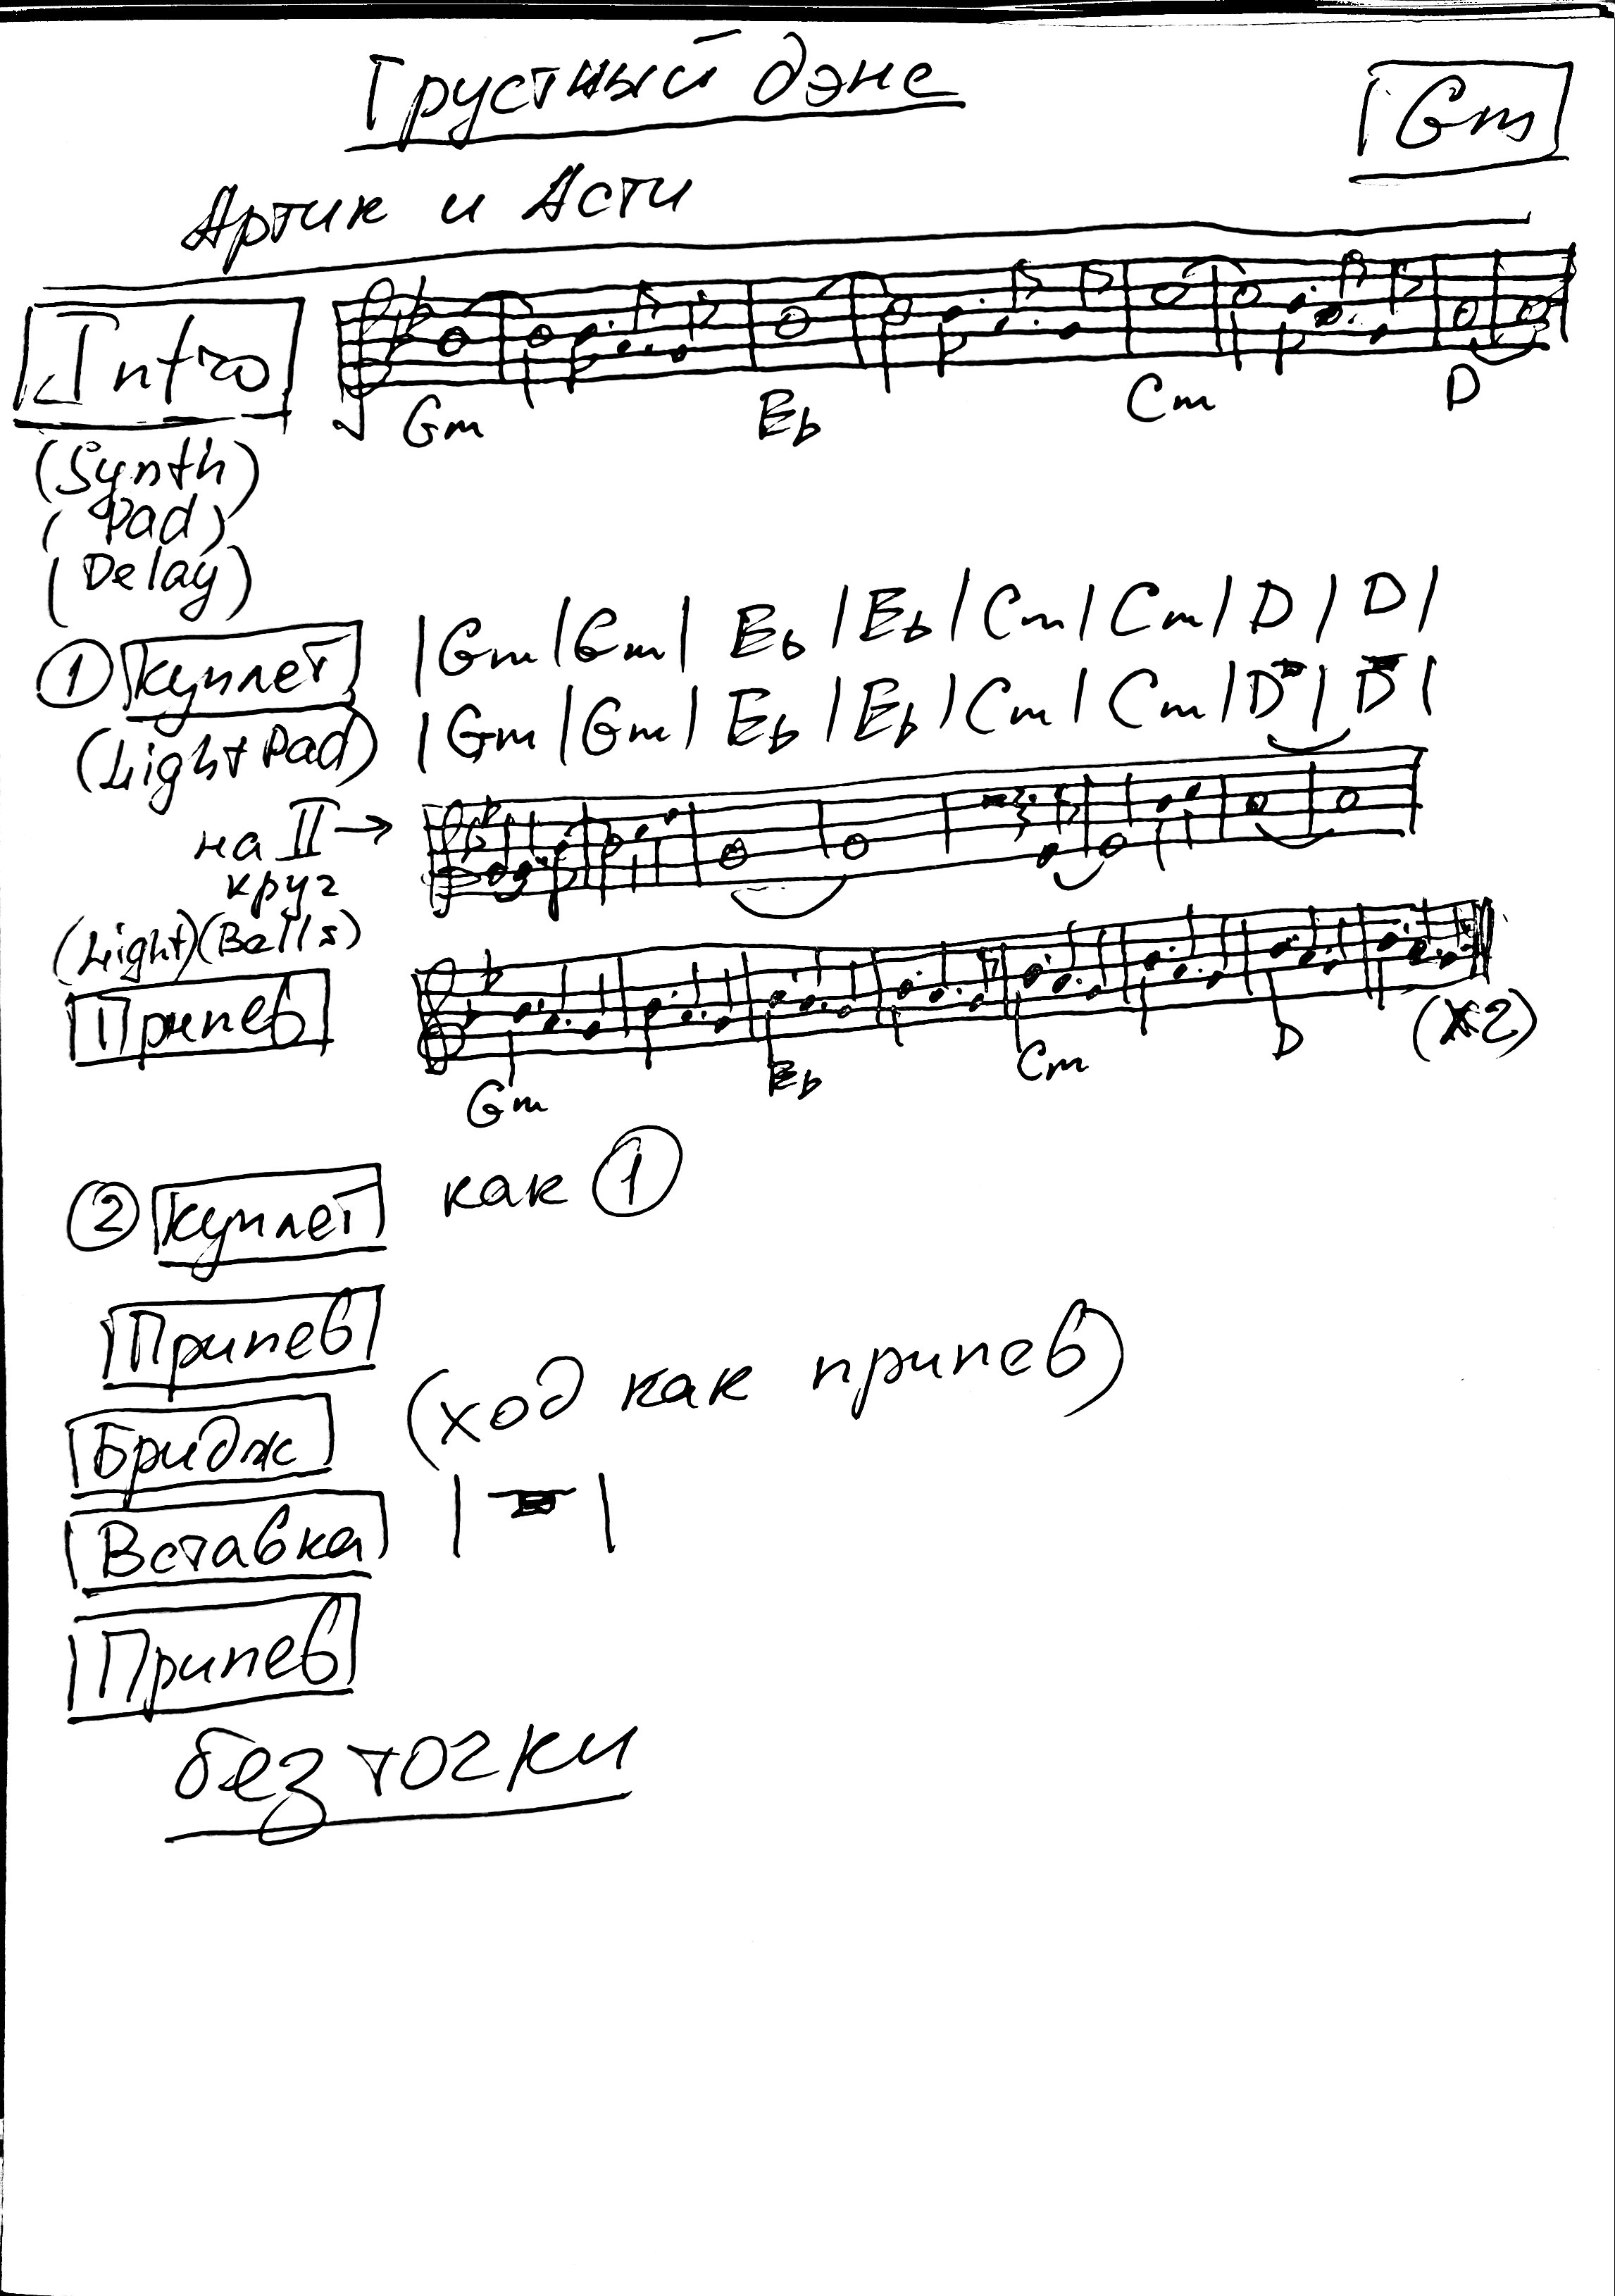 Грустный дэнс
Gm
Артик и Асти
Intro
Gm Eb Cm D
(Synth)
(Pad)
(Delay)
① Куплет |Gm|Gm| Eb |Eb| Cm| Cm| D | D |
(Light Pad) |Gm |Gm| Eb |Eb| Cm | Cm | D | D |
на II →
круг
(Light)(Bells)
Припев
Gm Eb Cm D (x2)
② Куплет как ①
Припев
Бридж (ход как припев)
Вставка | |
Припев
без точки